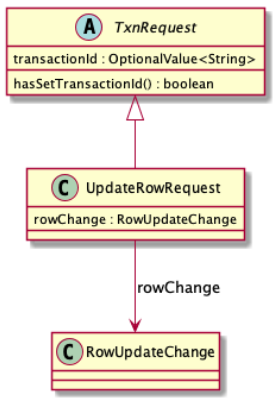 A TxnRequest
transactionId : OptionalValue<String>
hasSetTransactionId() : boolean
C UpdateRowRequest
rowChange : RowUpdateChange
rowChange
C RowUpdateChange